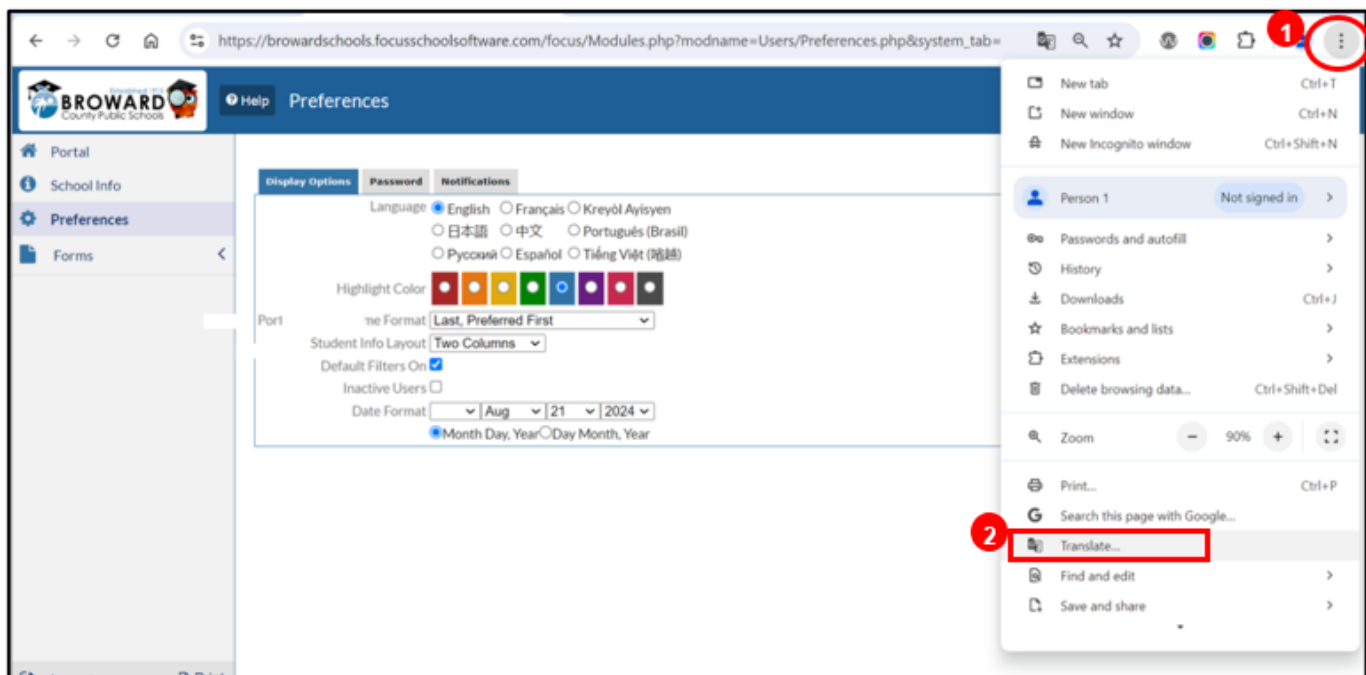 1
https://browardschools.focusschoolsoftware.com/focus/Modules.php?modname=Users/Preferences.php&system_tab=
Established 1915
BROWARD
County Public Schools
Help Preferences
Portal
School Info
Preferences
Forms
Display Options Password Notifications
Language English Français Kreyòl Ayisyen
日本語 中文 Português (Brasil)
Русский Español Tiếng Việt
Highlight Color
Port me Format Last, Preferred First
Student Info Layout Two Columns
Default Filters On
Inactive Users
Date Format Aug 21 2024
Month Day, Year Day Month, Year
New tab Ctrl+T
New window Ctrl+N
New Incognito window Ctrl+Shift+N
Person 1 Not signed in
Passwords and autofill
History
Downloads Ctrl+J
Bookmarks and lists
Extensions
Delete browsing data... Ctrl+Shift+Del
Zoom - 90% +
Print... Ctrl+P
Search this page with Google...
2
Translate...
Find and edit
Save and share